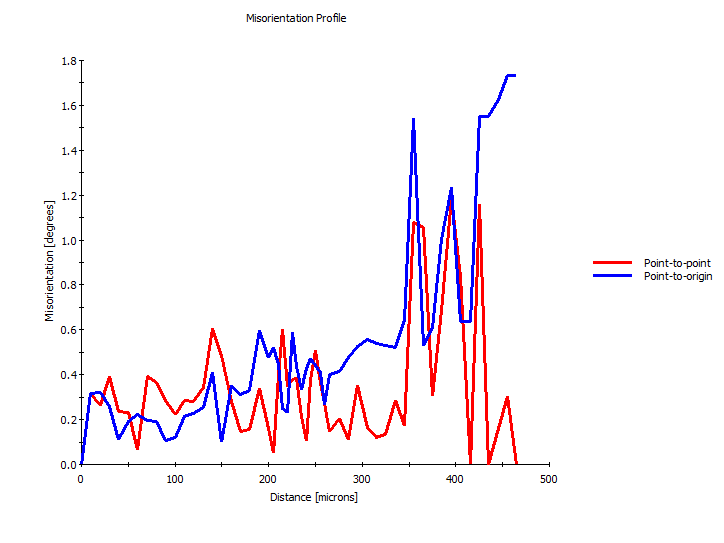 Misorientation Profile
1.8
1.6
1.4
1.2
1.0
0.8
0.6
0.4
0.2
0.0
Misorientation [degrees]
0 100 200 300 400 500
Distance [microns]
Point-to-point
Point-to-origin